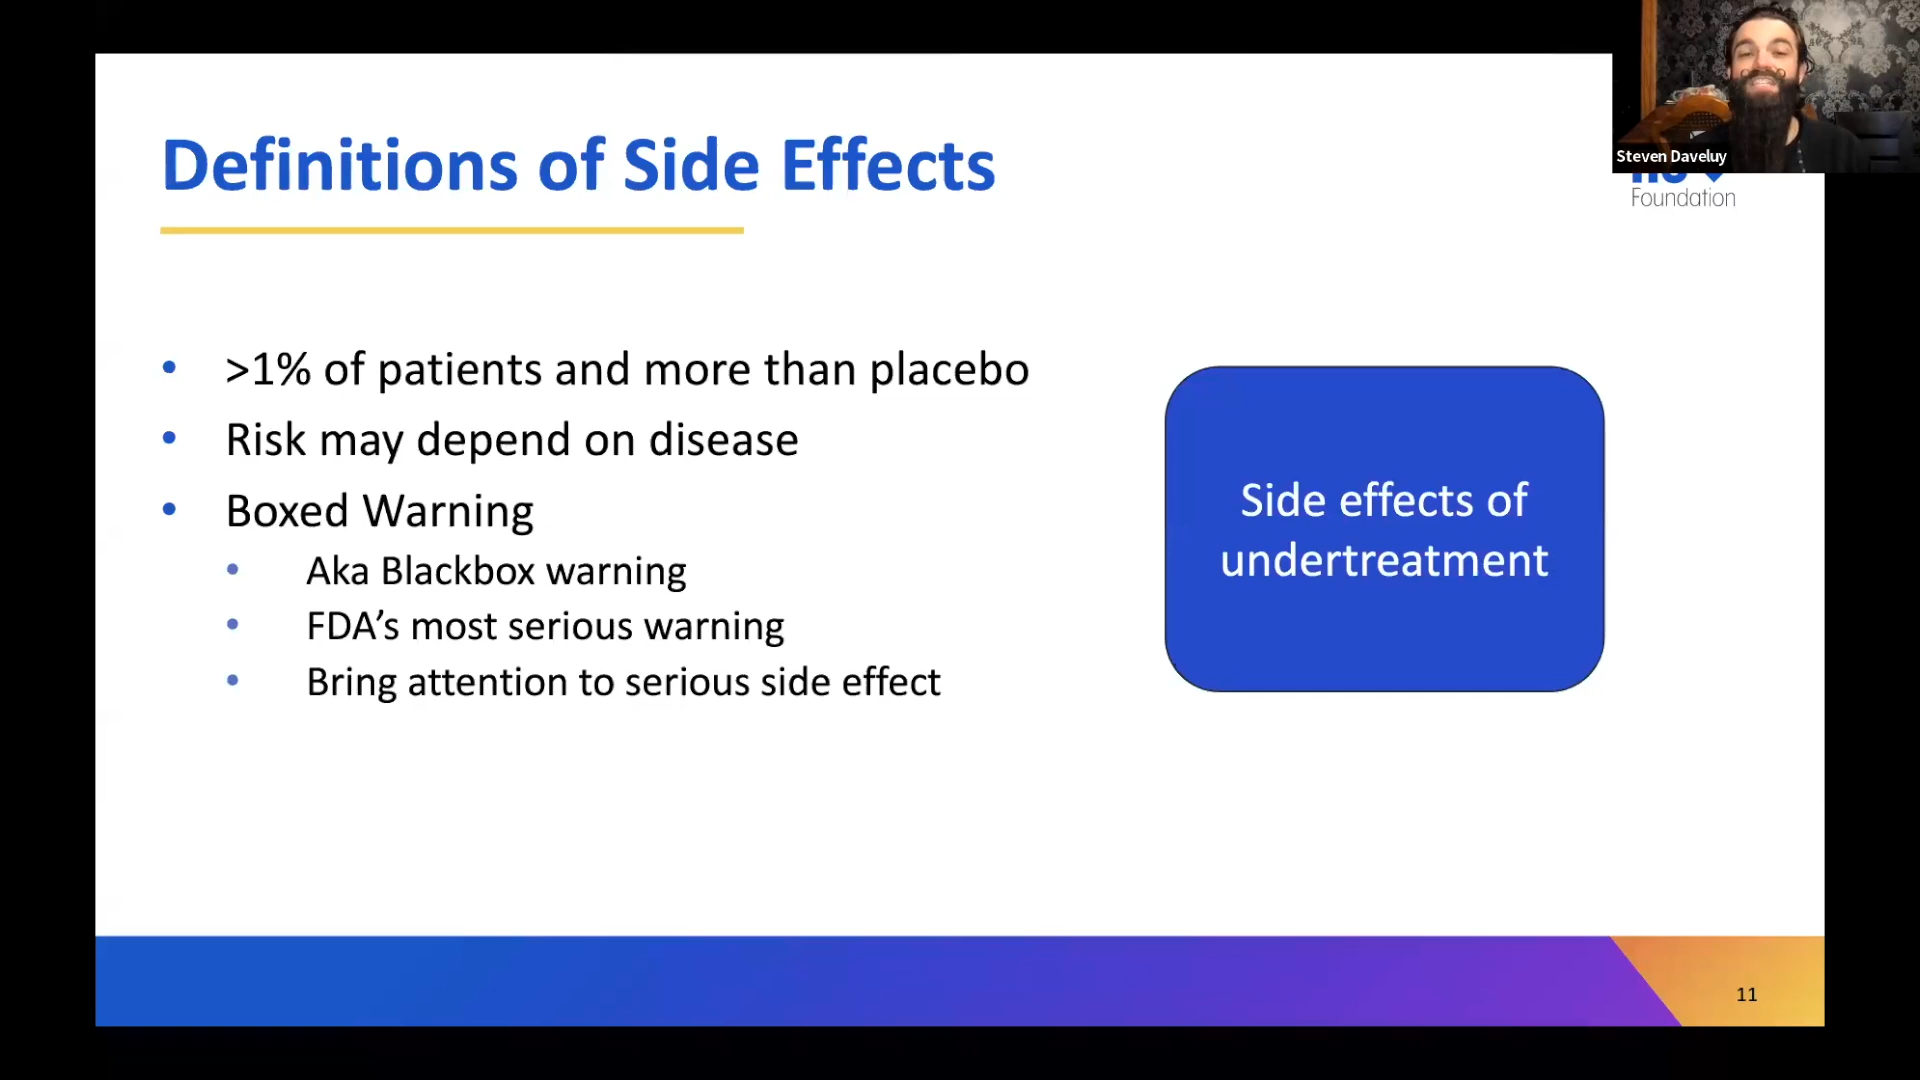 Steven Daveluy
Foundation
Definitions of Side Effects
>1% of patients and more than placebo
Risk may depend on disease
Boxed Warning
Aka Blackbox warning
FDA’s most serious warning
Bring attention to serious side effect
Side effects of
undertreatment
11